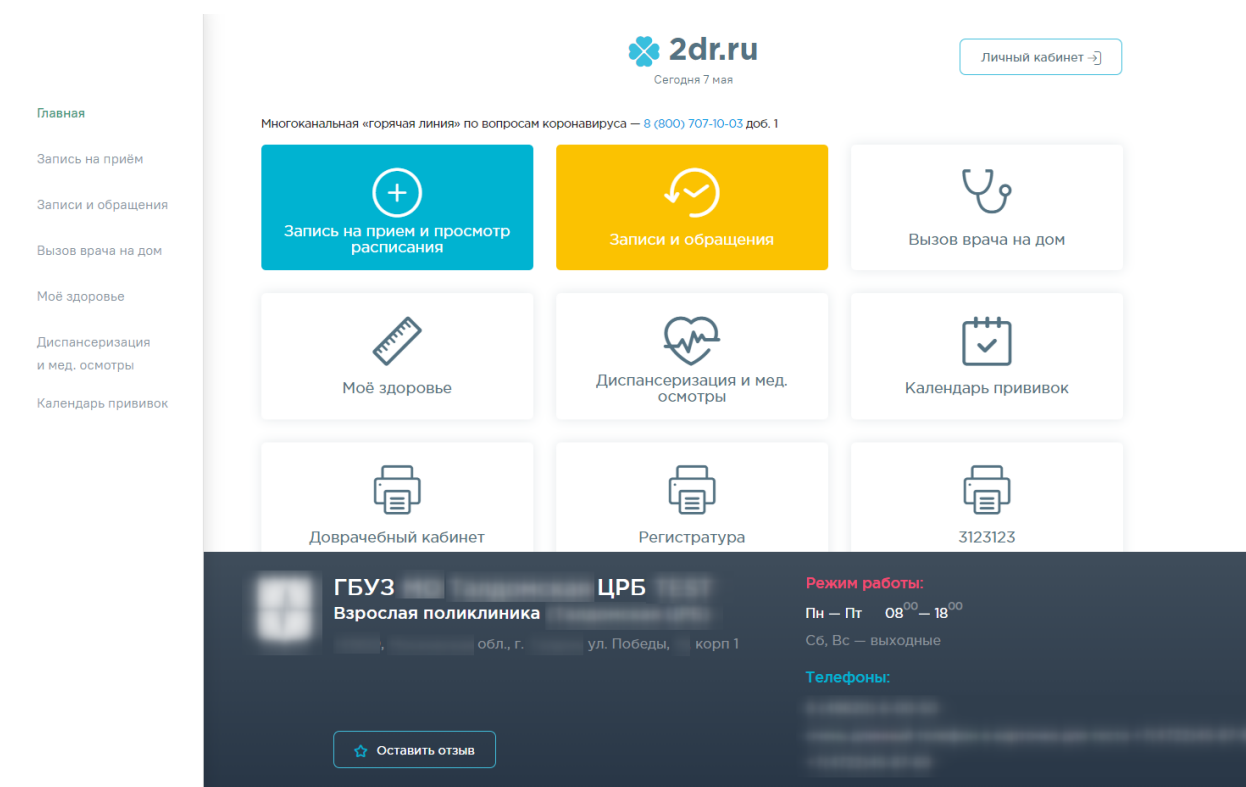 2dr.ru
Сегодня 7 мая
Личный кабинет
Главная
Запись на приём
Записи и обращения
Вызов врача на дом
Моё здоровье
Диспансеризация
и мед. осмотры
Календарь прививок
Многоканальная «горячая линия» по вопросам коронавируса — 8 (800) 707-10-03 доб. 1
Запись на прием и просмотр
расписания
Записи и обращения
Вызов врача на дом
Моё здоровье
Диспансеризация и мед.
осмотры
Календарь прививок
Доврачебный кабинет
Регистратура
3123123
ГБУЗ ЦРБ
Взрослая поликлиника
, обл., г. ул. Победы, корп 1
Оставить отзыв
Режим работы:
Пн — Пт 08⁰⁰ — 18⁰⁰
Сб, Вс — выходные
Телефоны: